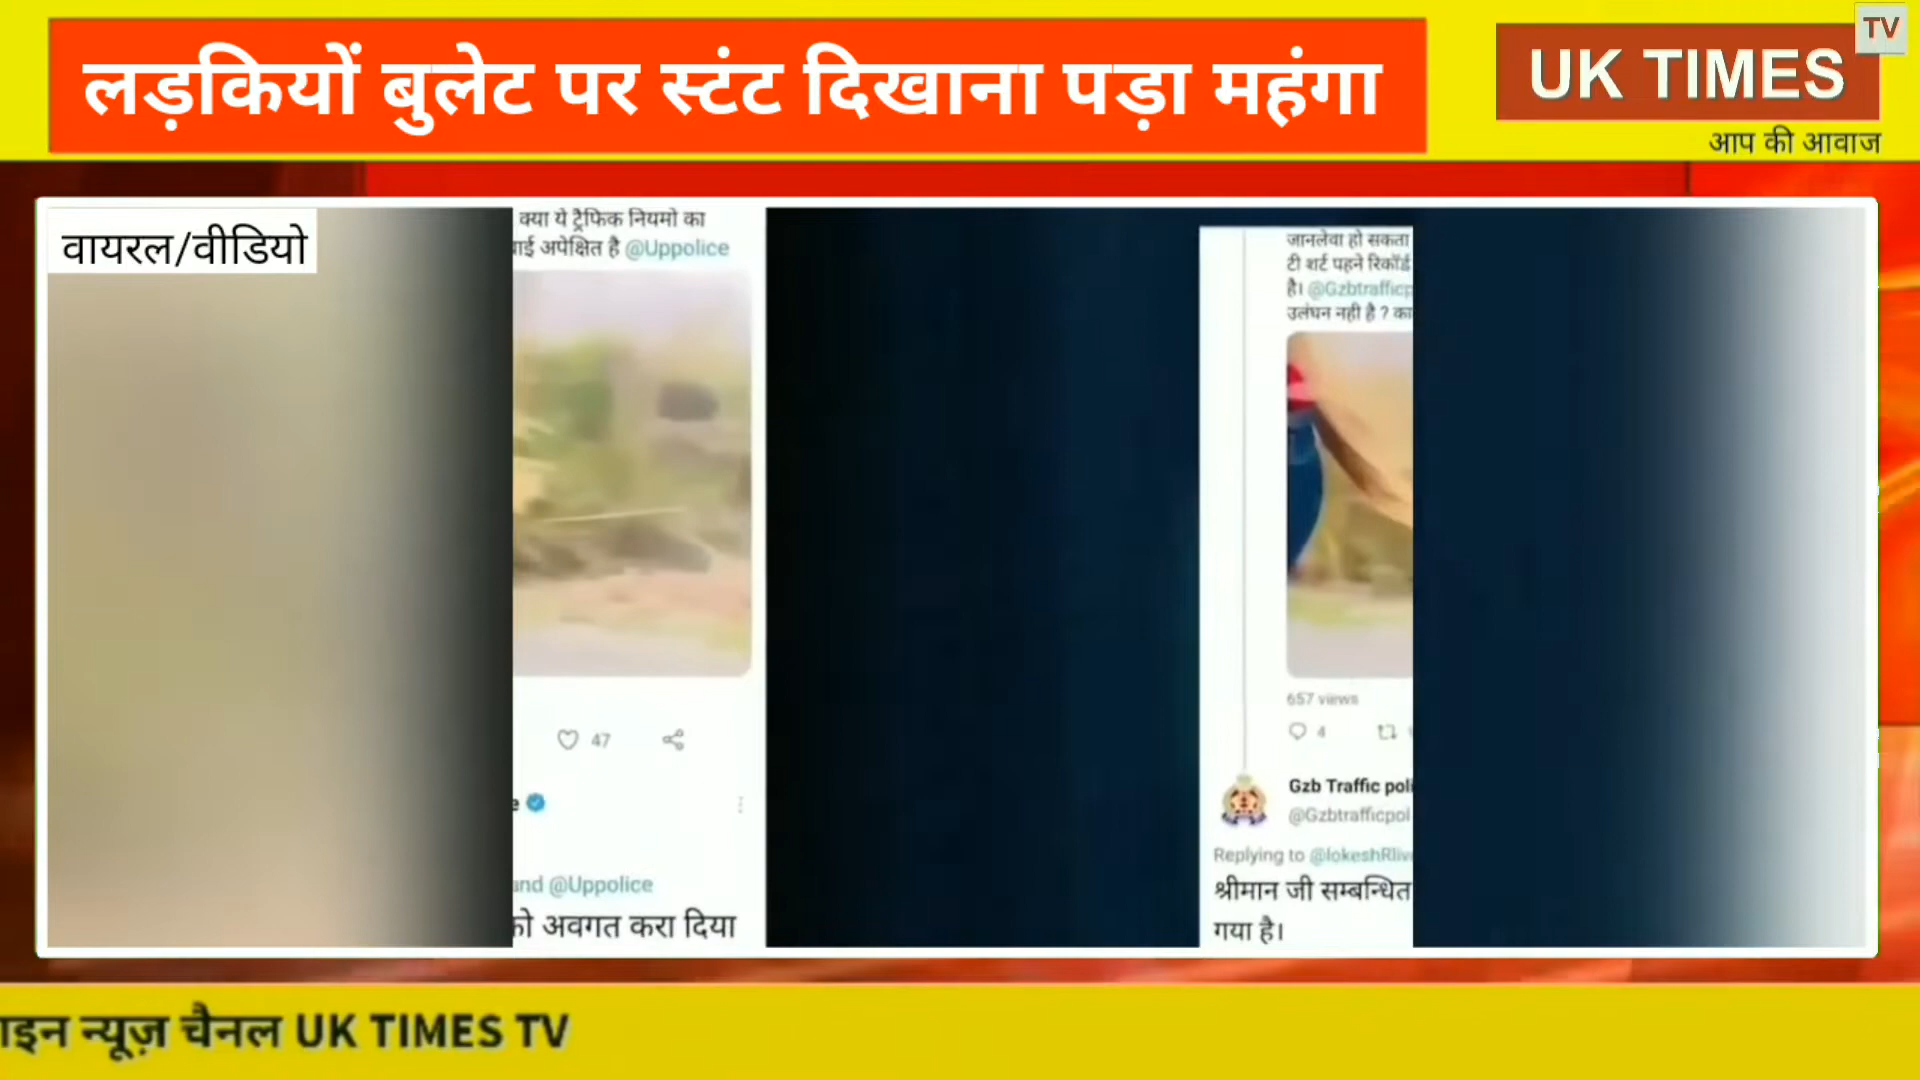 लड़कियों बुलेट पर स्टंट दिखाना पड़ा महंगा
TV
UK TIMES
आप की आवाज
वायरल/वीडियो
क्या ये ट्रैफिक नियमो का
अपेक्षित है @Uppolice
47
@Uppolice
अवगत करा दिया
जानलेवा हो सकता
टी शर्ट पहने रिकॉर्ड
है। @Gzbtrafficp
उलंघन नही है ? का
657 views
4
Gzb Traffic poli
@Gzbtrafficpol
Replying to @lokeshRliv
श्रीमान जी सम्बन्धित
गया है।
न्यूज़ चैनल UK TIMES TV